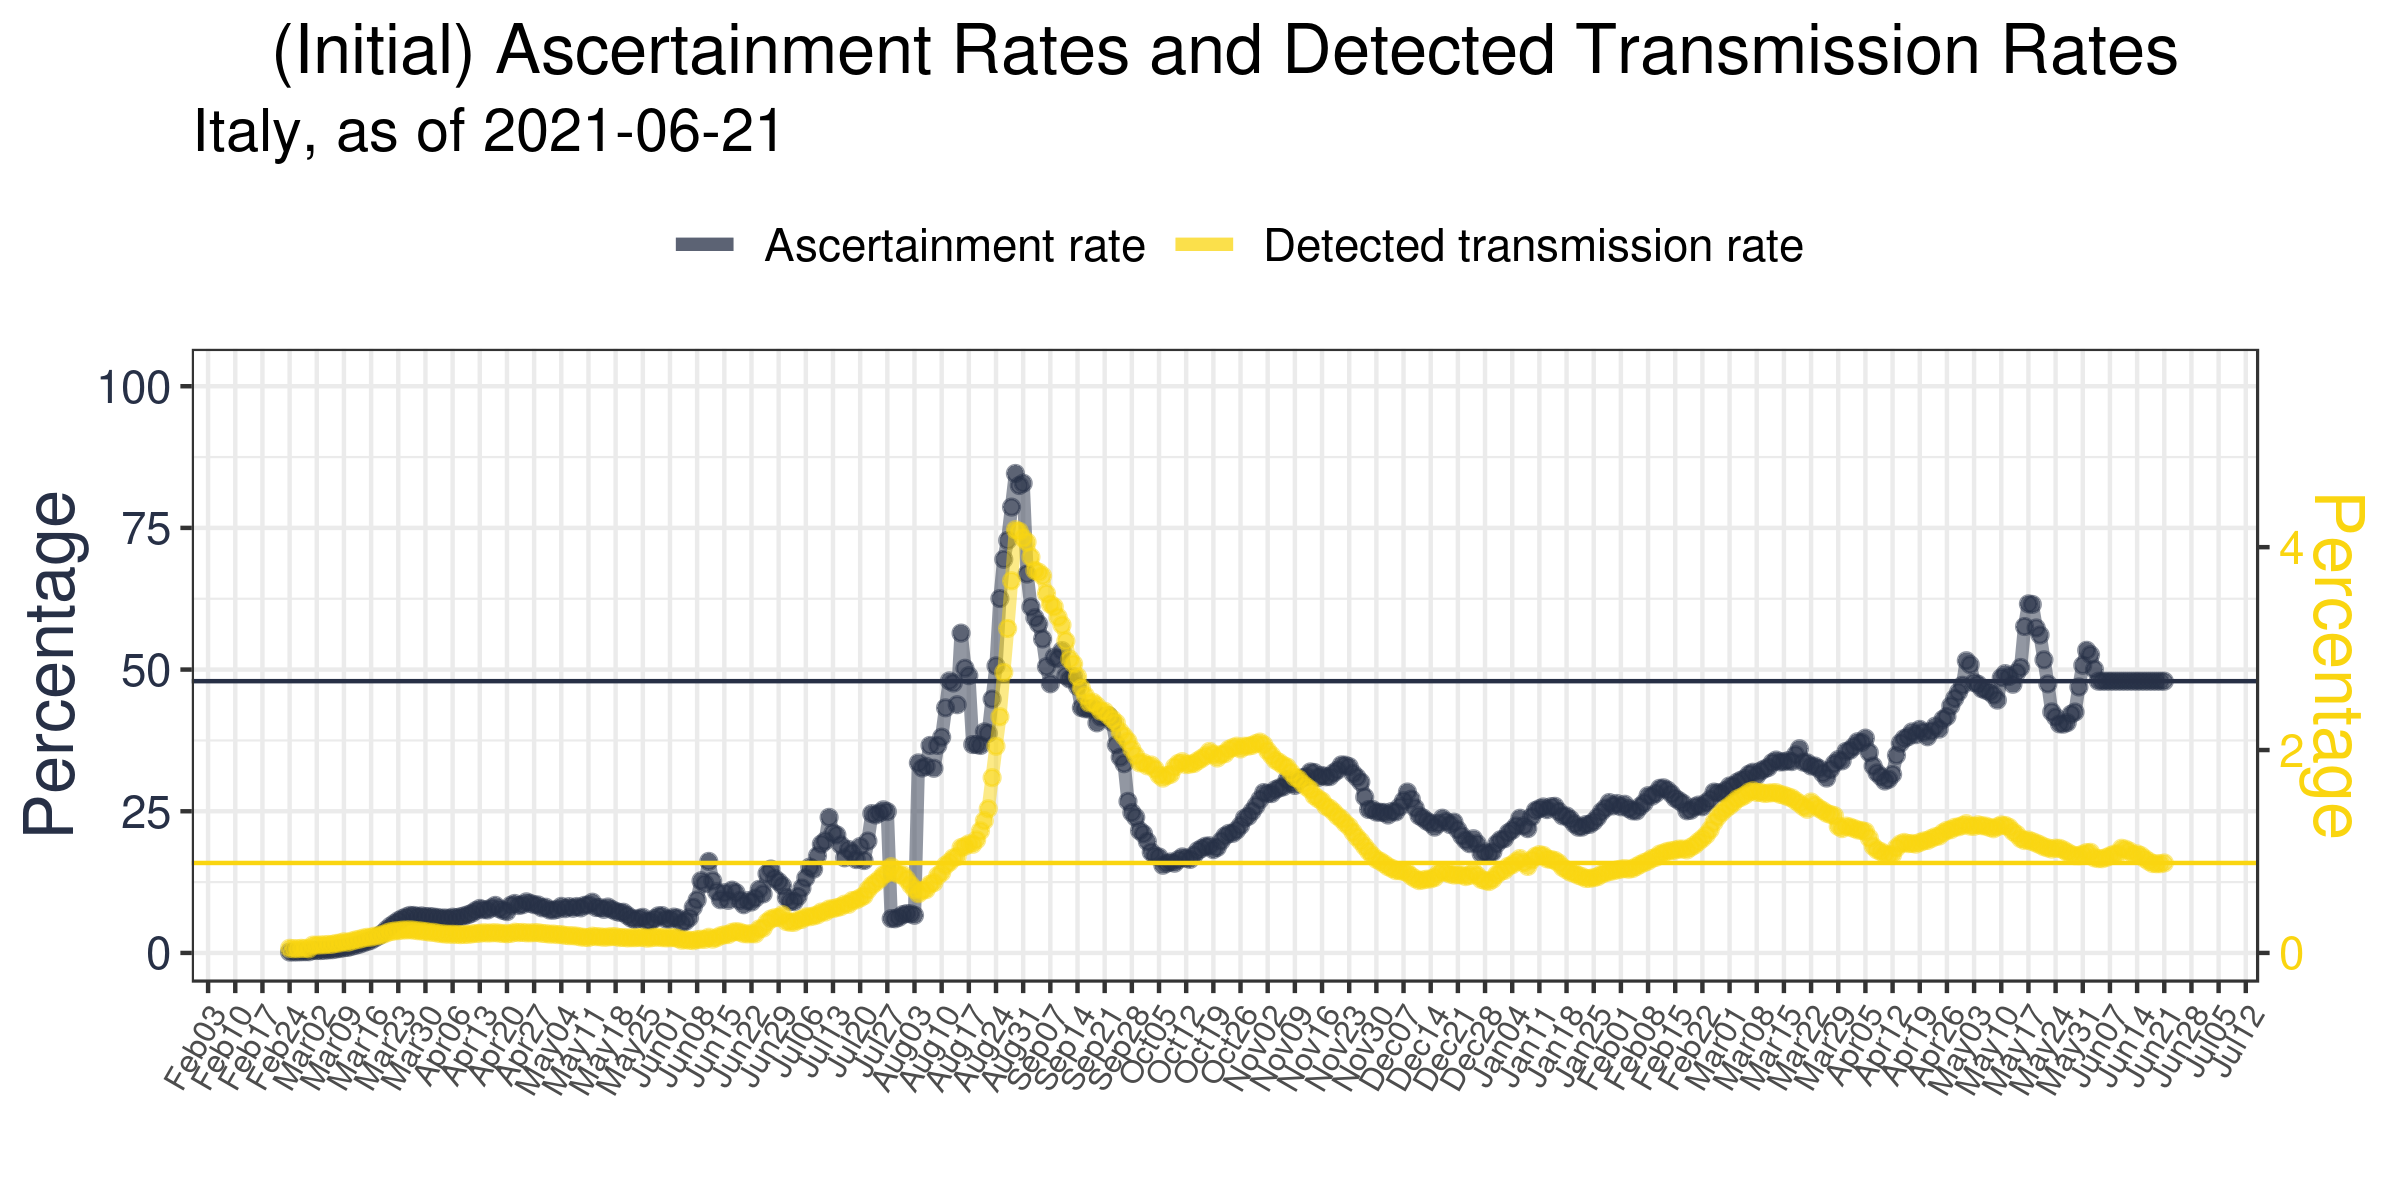 (Initial) Ascertainment Rates and Detected Transmission Rates
Italy, as of 2021-06-21
Ascertainment rate
Detected transmission rate
Percentage
100
75
50
25
0
4
2
0
Percentage
Feb03
Feb10
Feb17
Feb24
Mar02
Mar09
Mar16
Mar23
Mar30
Apr06
Apr13
Apr20
Apr27
May04
May11
May18
May25
Jun01
Jun08
Jun15
Jun22
Jun29
Jul06
Jul13
Jul20
Jul27
Aug03
Aug10
Aug17
Aug24
Aug31
Sep07
Sep14
Sep21
Sep28
Oct05
Oct12
Oct19
Oct26
Nov02
Nov09
Nov16
Nov23
Nov30
Dec07
Dec14
Dec21
Dec28
Jan04
Jan11
Jan18
Jan25
Feb01
Feb08
Feb15
Feb22
Mar01
Mar08
Mar15
Mar22
Mar29
Apr05
Apr12
Apr19
Apr26
May03
May10
May17
May24
May31
Jun07
Jun14
Jun21
Jun28
Jul05
Jul12